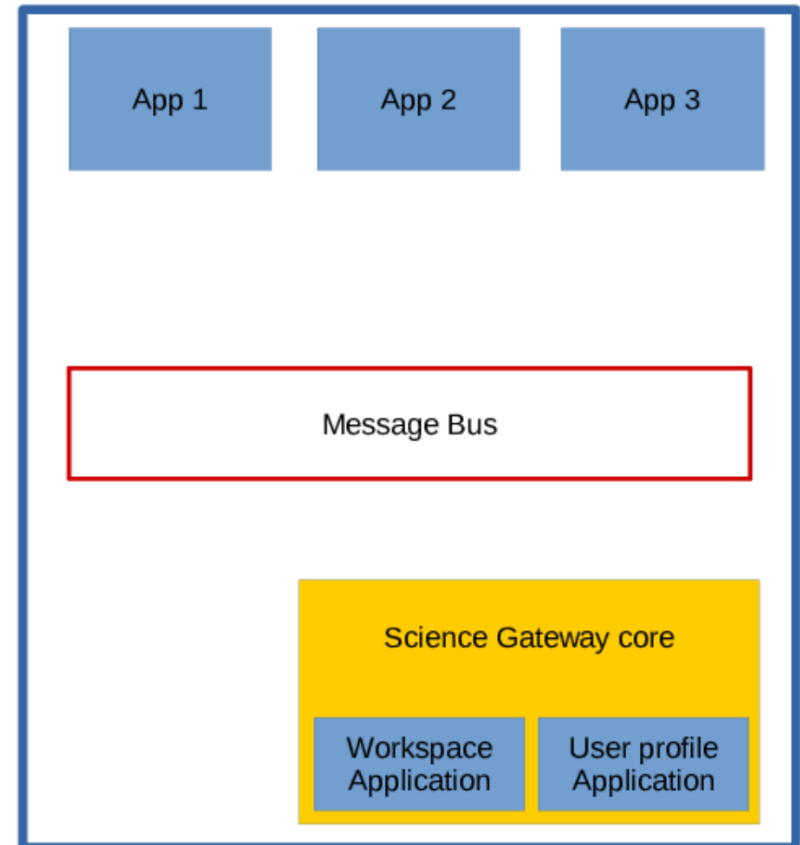 App 1
App 2
App 3
Message Bus
Science Gateway core
Workspace
Application
User profile
Application